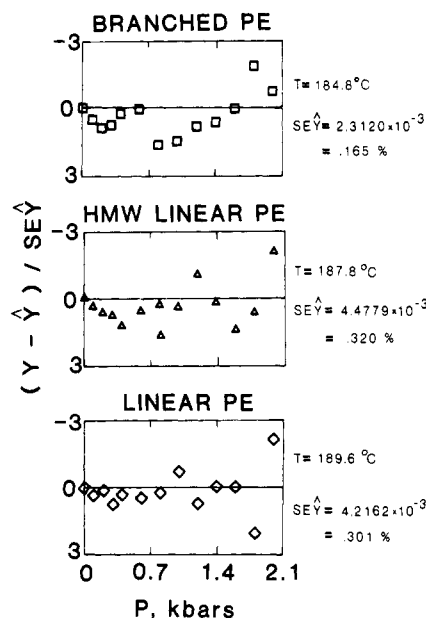 BRANCHED PE
-3
0
3
T= 184.8°C
SEŶ= 2.3120×10⁻³
= .165 %
HMW LINEAR PE
-3
0
3
T= 187.8°C
SEŶ= 4.4779×10⁻³
= .320 %
(Y - Ŷ) / SEŶ
LINEAR PE
-3
0
3
T= 189.6°C
SEŶ= 4.2162×10⁻³
= .301 %
0 0.7 1.4 2.1
P, kbars